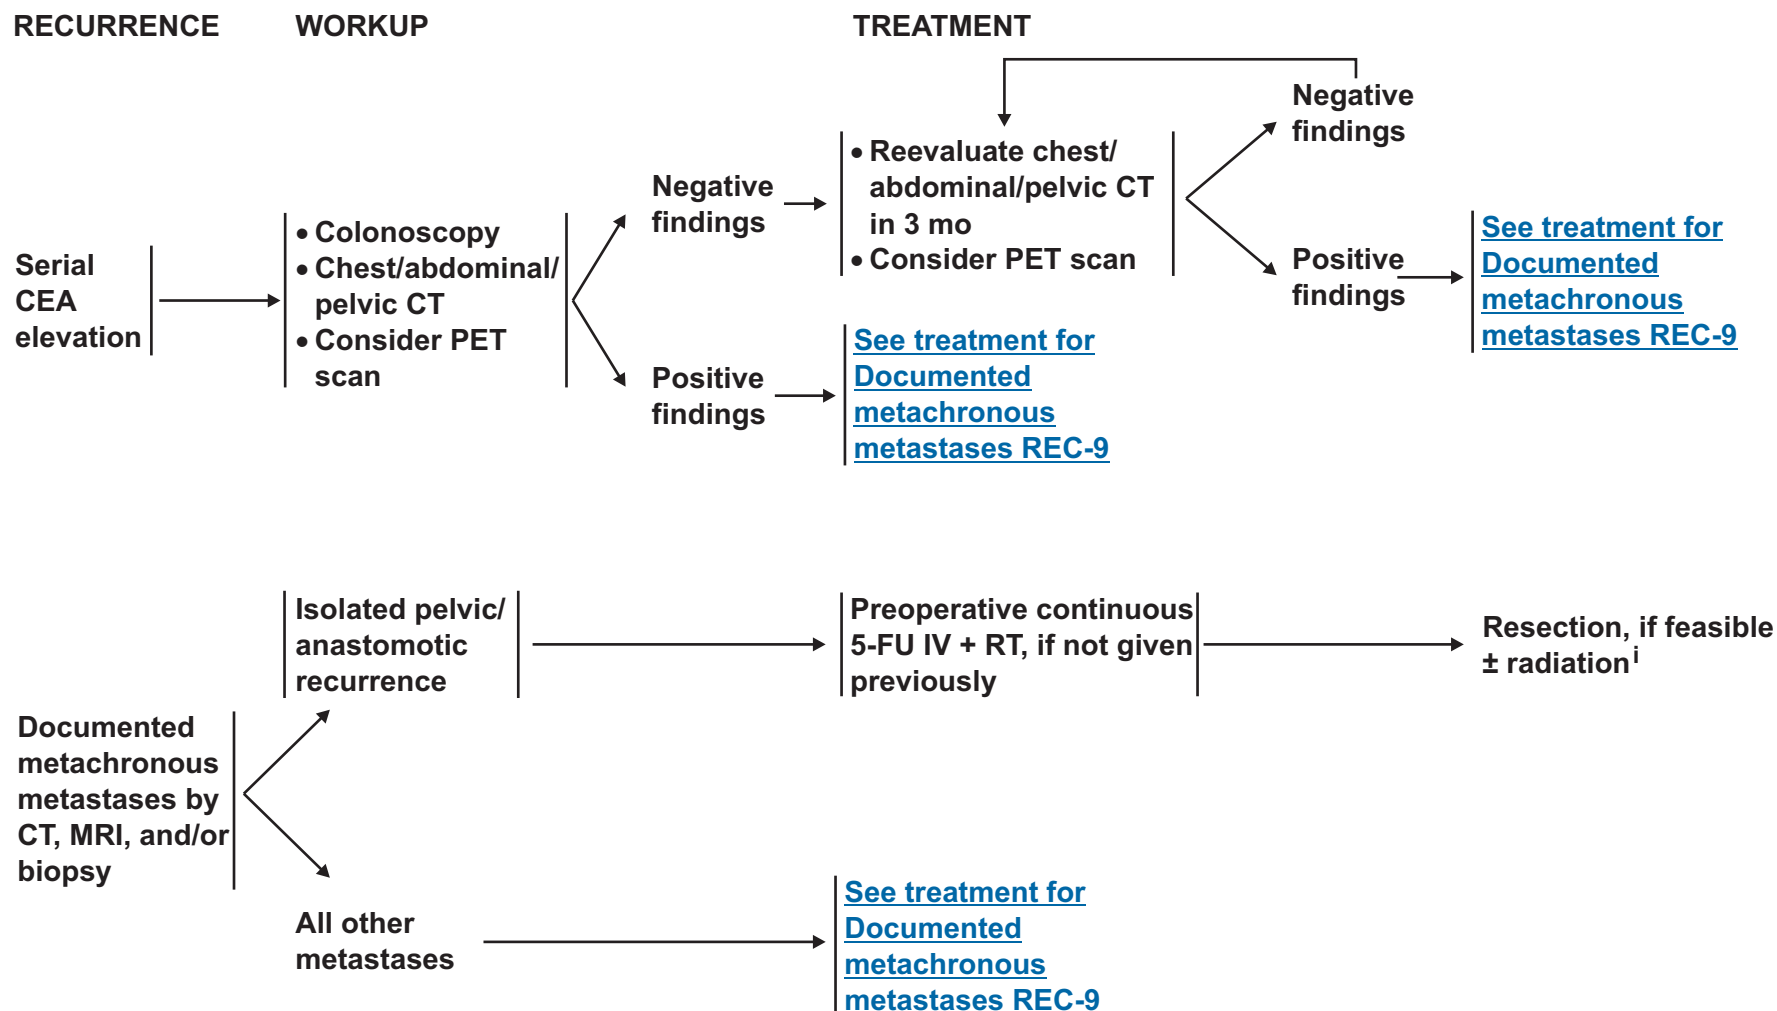 RECURRENCE
WORKUP
TREATMENT
Serial
CEA
elevation
• Colonoscopy
• Chest/abdominal/
pelvic CT
• Consider PET
scan
Negative
findings
Positive
findings
• Reevaluate chest/
abdominal/pelvic CT
in 3 mo
• Consider PET scan
See treatment for
Documented
metachronous
metastases REC-9
Negative
findings
Positive
findings
See treatment for
Documented
metachronous
metastases REC-9
Documented
metachronous
metastases by
CT, MRI, and/or
biopsy
Isolated pelvic/
anastomotic
recurrence
Preoperative continuous
5-FU IV + RT, if not given
previously
Resection, if feasible
± radiation i
All other
metastases
See treatment for
Documented
metachronous
metastases REC-9